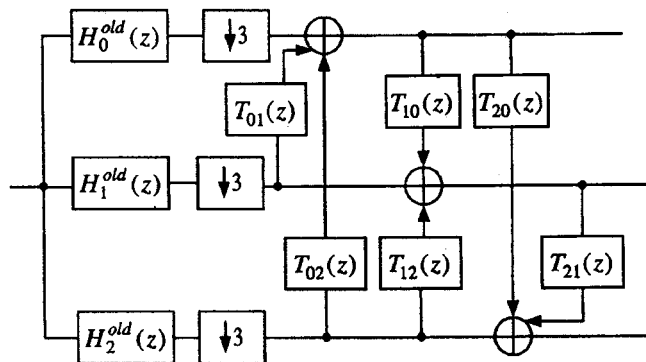 H_0^{old}(z) ↓3
T_{01}(z) T_{10}(z) T_{20}(z)
H_1^{old}(z) ↓3
T_{02}(z) T_{12}(z) T_{21}(z)
H_2^{old}(z) ↓3